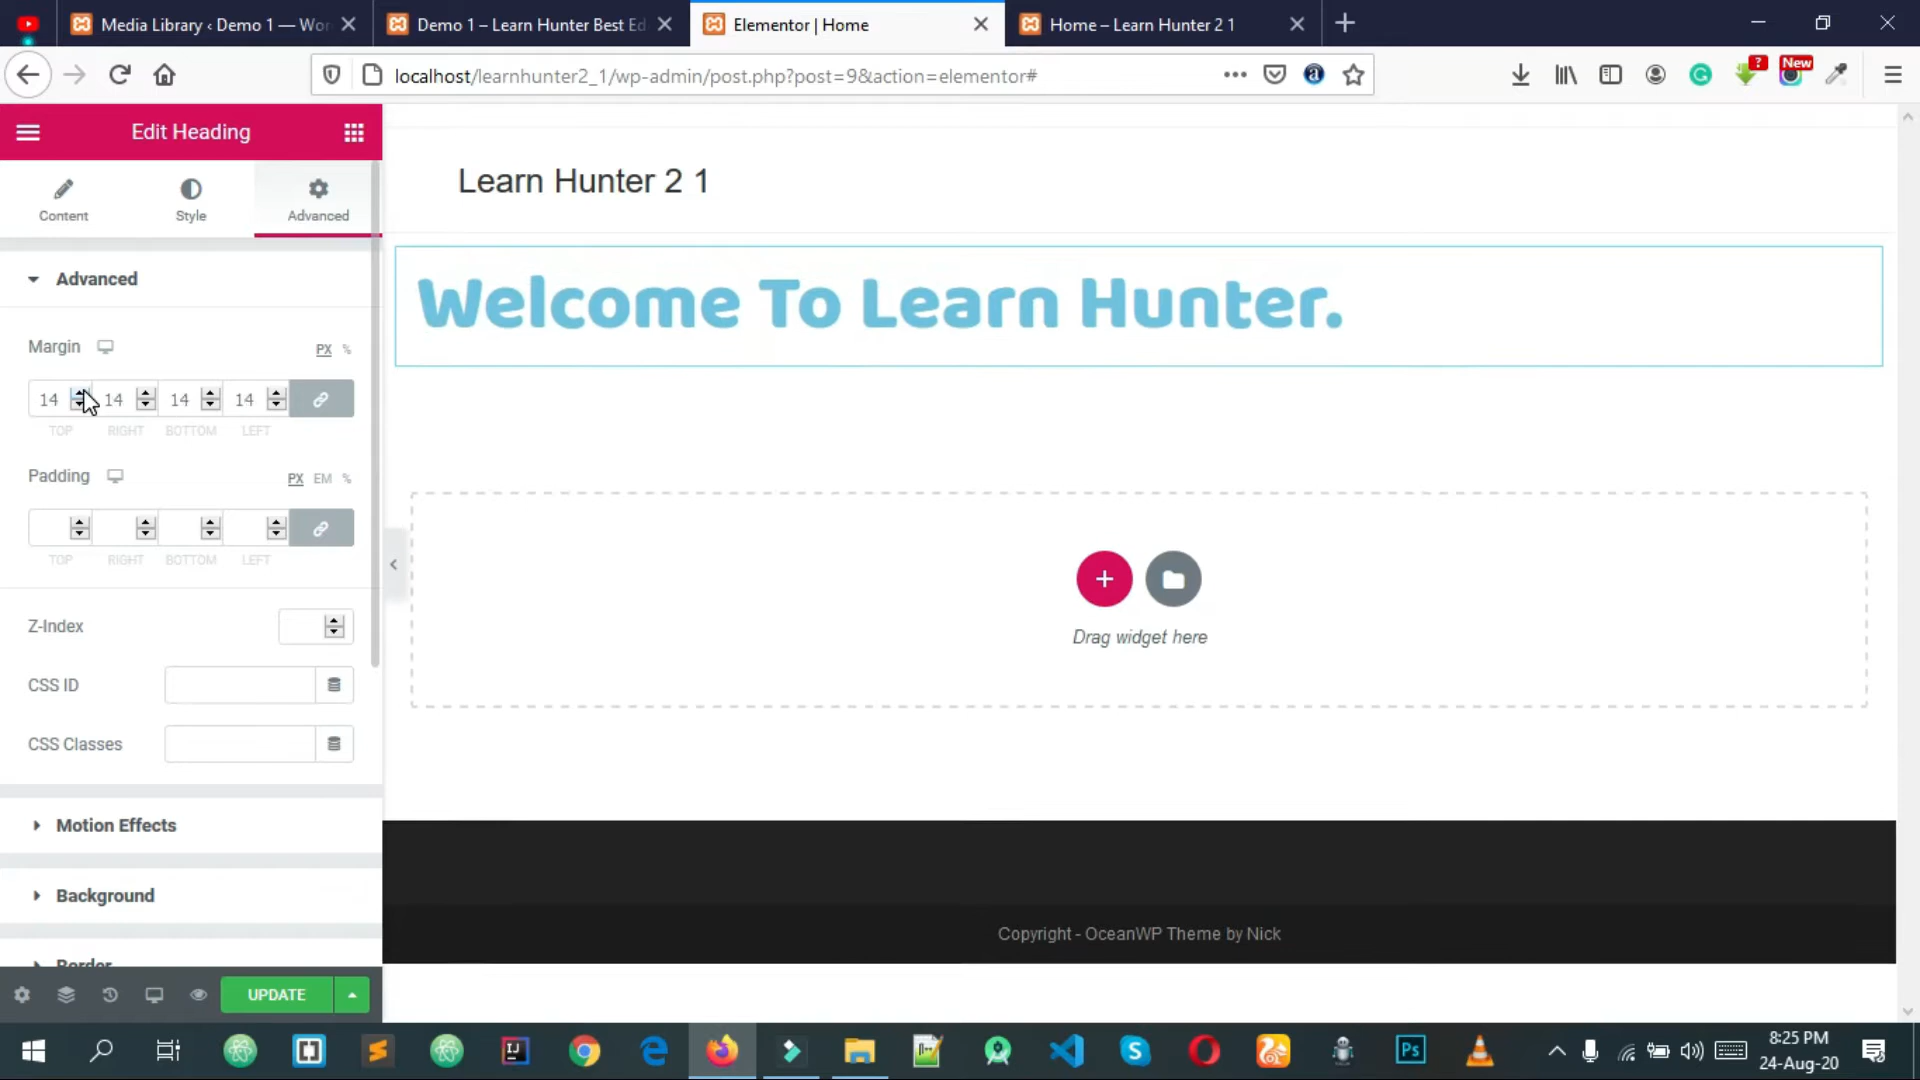 Media Library ‹ Demo 1 — Wor
Demo 1 – Learn Hunter Best Ed
Elementor | Home
Home – Learn Hunter 2 1
localhost/learnhunter2_1/wp-admin/post.php?post=9&action=elementor#
?
New
Edit Heading
Content
Style
Advanced
Learn Hunter 2 1
Advanced
Welcome To Learn Hunter.
Margin
PX %
14 14 14 14
TOP RIGHT BOTTOM LEFT
Padding
PX EM %
TOP RIGHT BOTTOM LEFT
Drag widget here
Z-Index
CSS ID
CSS Classes
Motion Effects
Background
Border
Copyright - OceanWP Theme by Nick
UPDATE
8:25 PM
24-Aug-20